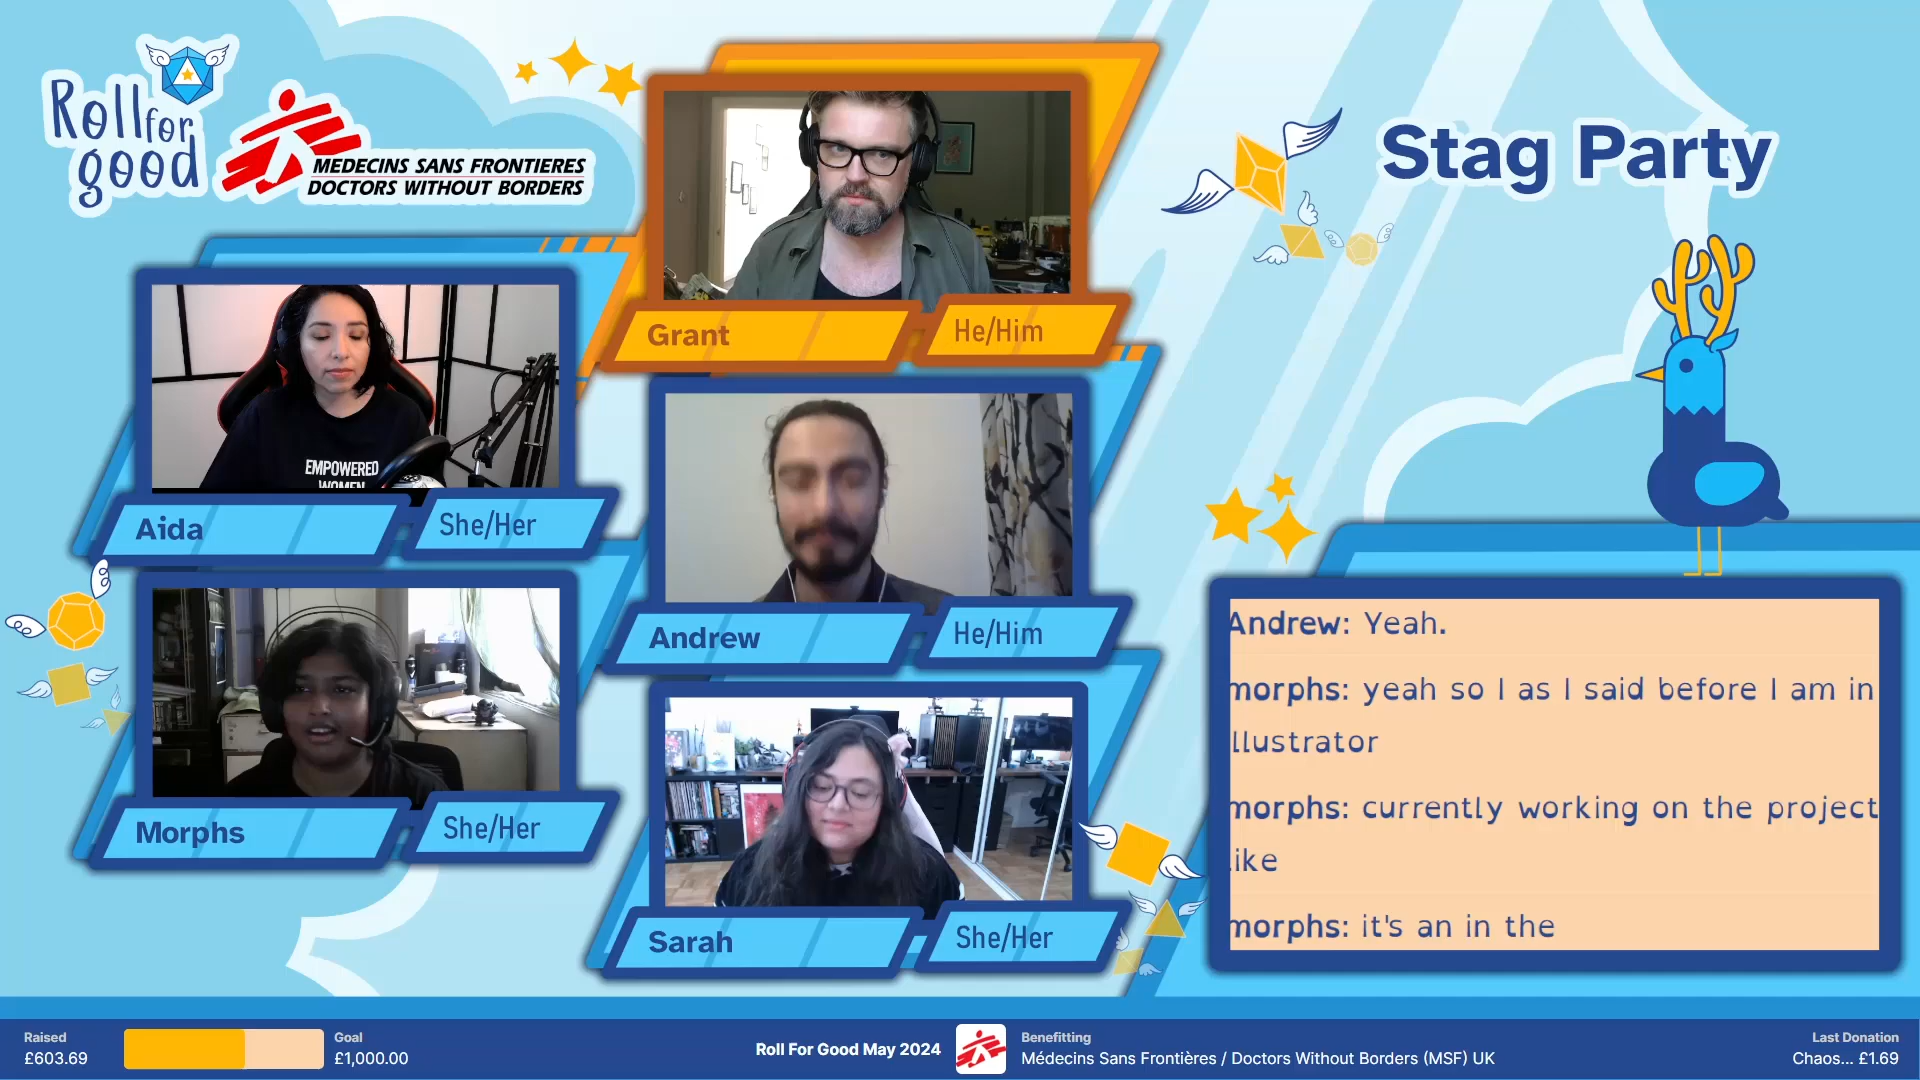 Roll for good
MEDECINS SANS FRONTIERES
DOCTORS WITHOUT BORDERS
Stag Party
Grant
He/Him
EMPOWERED
WOMEN
Aida
She/Her
Andrew
He/Him
Morphs
She/Her
Sarah
She/Her
Andrew: Yeah.
morphs: yeah so I as I said before I am in
llustrator
morphs: currently working on the project
ike
morphs: it's an in the
Raised
£603.69
Goal
£1,000.00
Roll For Good May 2024
Benefitting
Médecins Sans Frontières / Doctors Without Borders (MSF) UK
Last Donation
Chaos... £1.69